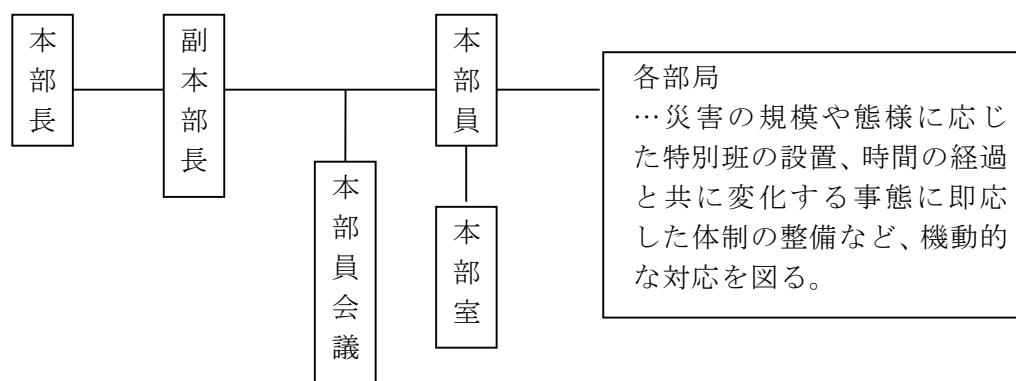 本部長
副本部長
本部員
各部局
…災害の規模や態様に応じ
た特別班の設置、時間の経過
と共に変化する事態に即応
した体制の整備など、機動的
な対応を図る。
本部員会議
本部室